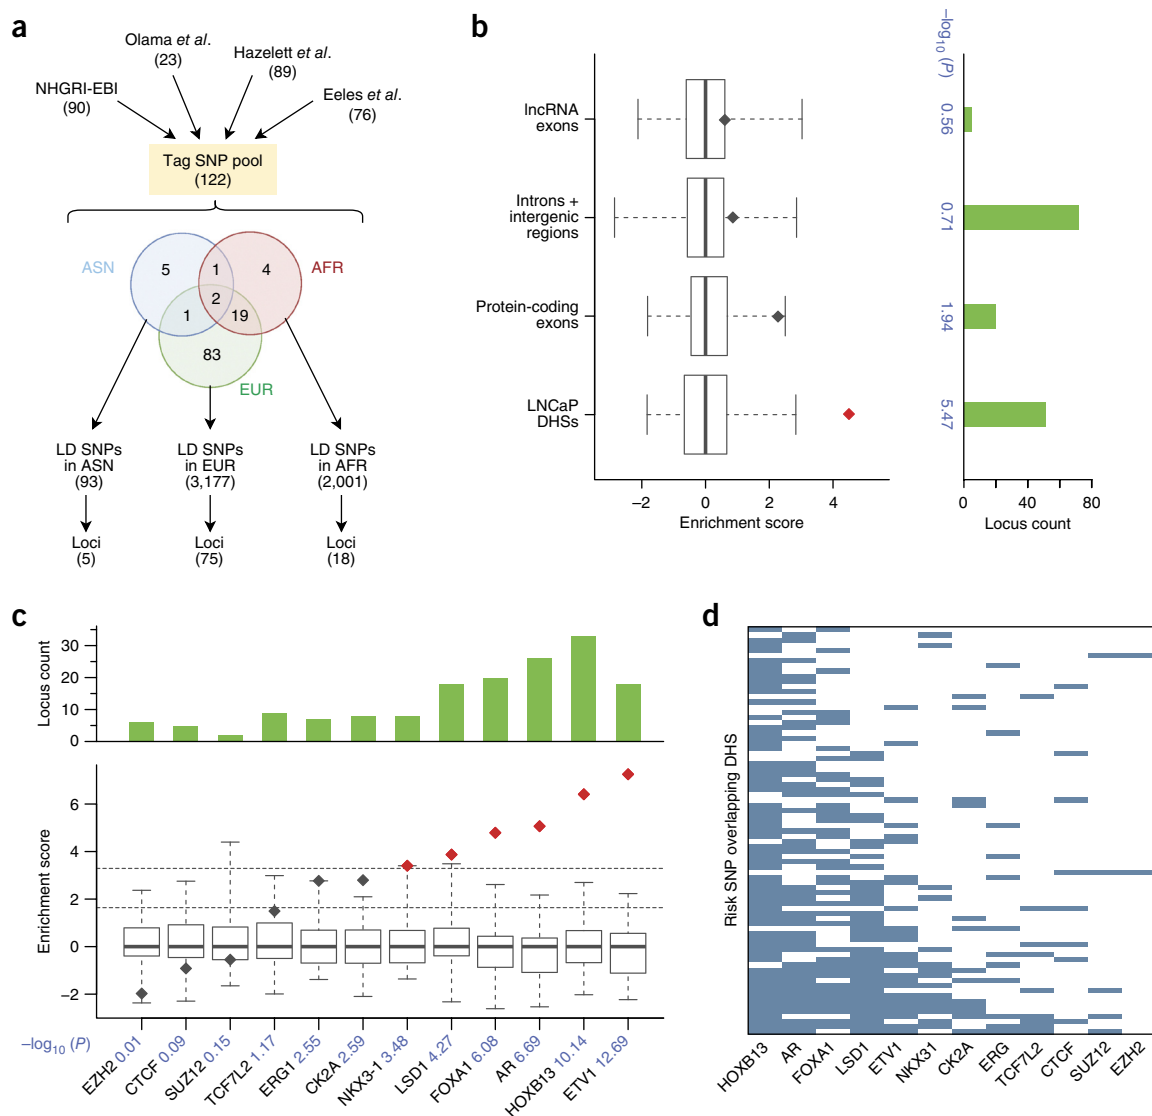 a
Olama et al.
(23)
Hazelett et al.
(89)
NHGRI-EBI
(90)
Eeles et al.
(76)
Tag SNP pool
(122)
ASN
5
1
4
AFR
2
1
19
83
EUR
LD SNPs
in ASN
(93)
LD SNPs
in EUR
(3,177)
LD SNPs
in AFR
(2,001)
Loci
(5)
Loci
(75)
Loci
(18)
b
–log10 (P)
lncRNA
exons
0.56
Introns +
intergenic
regions
0.71
Protein-coding
exons
1.94
LNCaP
DHSs
5.47
–2 0 2 4
Enrichment score
0 40 80
Locus count
c
Locus count
30
20
10
0
Enrichment score
6
4
2
0
–2
–log10 (P)
EZH2 0.01
CTCF 0.09
SUZ12 0.15
TCF7L2 1.17
ERG1 2.55
CK2A 2.59
NKX3-1 3.48
LSD1 4.27
FOXA1 6.08
AR 6.69
HOXB13 10.14
ETV1 12.69
d
Risk SNP overlapping DHS
HOXB13
AR
FOXA1
LSD1
ETV1
NKX31
CK2A
ERG
TCF7L2
CTCF
SUZ12
EZH2